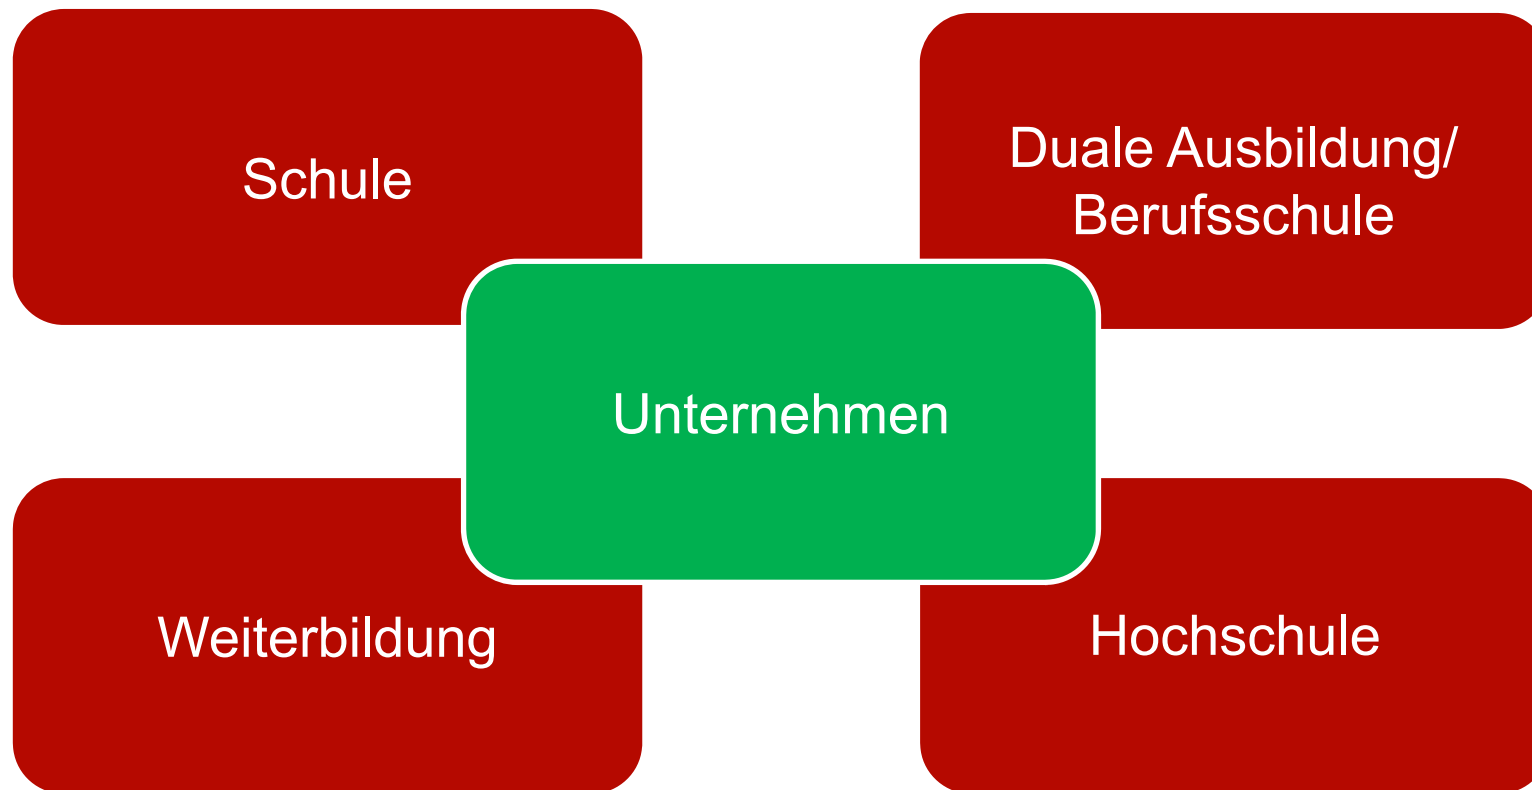 Schule
Duale Ausbildung/
Berufsschule
Unternehmen
Weiterbildung
Hochschule